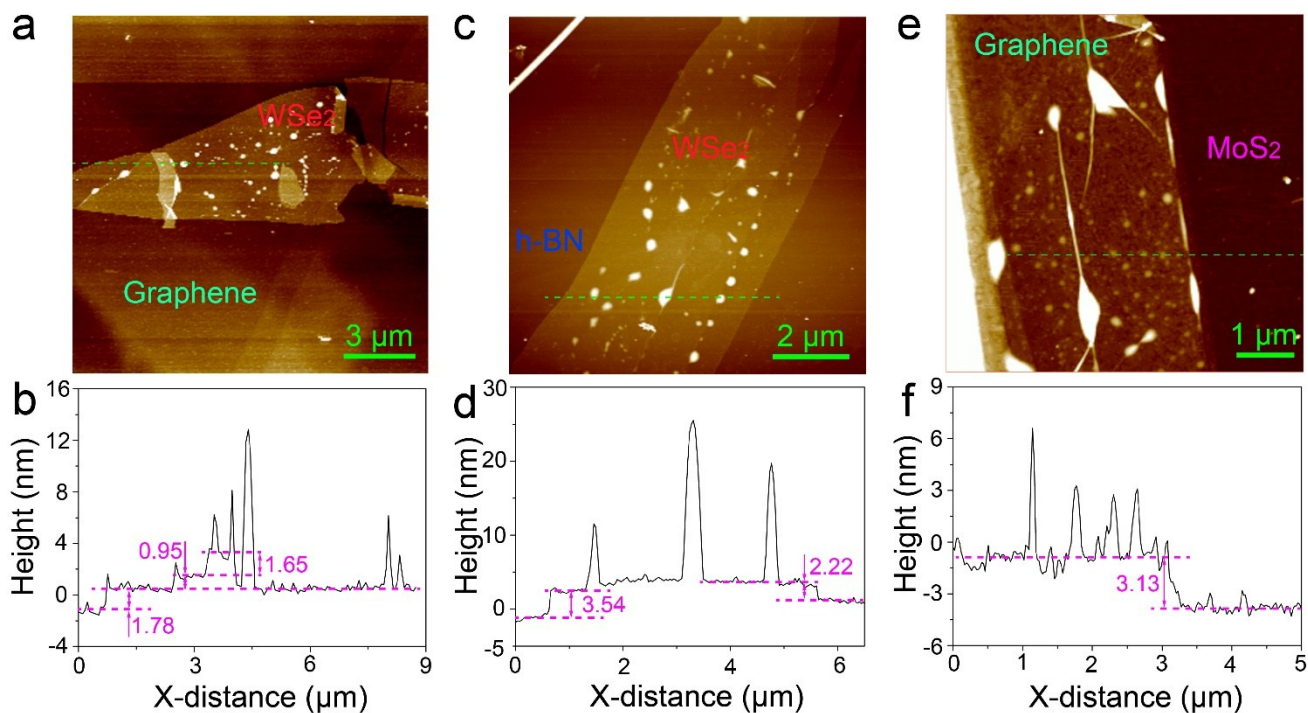 a
WSe2
Graphene
3 μm
c
WSe2
h-BN
2 μm
e
Graphene
MoS2
1 μm
b
16
12
8
4
0
-4
Height (nm)
0.95
1.65
1.78
0 3 6 9
X-distance (μm)
d
30
20
10
0
-10
Height (nm)
2.22
3.54
0 2 4 6
X-distance (μm)
f
9
6
3
0
-3
-6
Height (nm)
3.13
0 1 2 3 4 5
X-distance (μm)